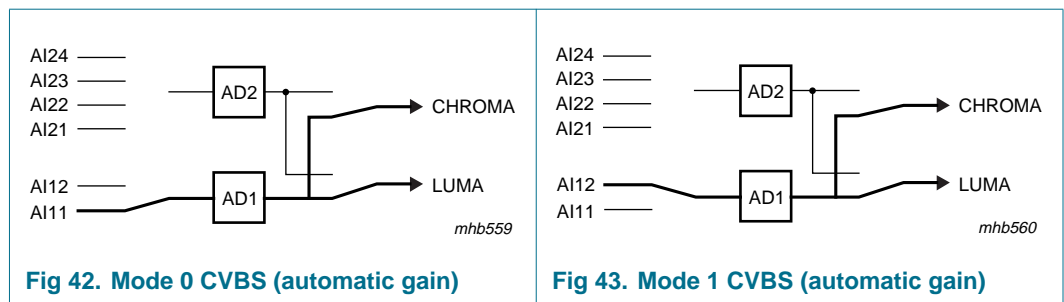 AI24
AI23
AI22
AI21
AI12
AI11
AD2
AD1
CHROMA
LUMA
mhb559
Fig 42. Mode 0 CVBS (automatic gain)
AI24
AI23
AI22
AI21
AI12
AI11
AD2
AD1
CHROMA
LUMA
mhb560
Fig 43. Mode 1 CVBS (automatic gain)